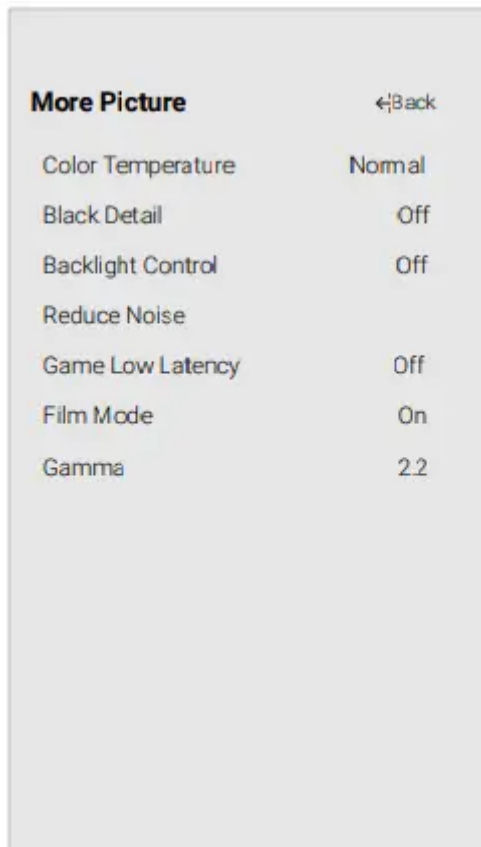 More Picture ←Back
Color Temperature Normal
Black Detail Off
Backlight Control Off
Reduce Noise
Game Low Latency Off
Film Mode On
Gamma 2.2